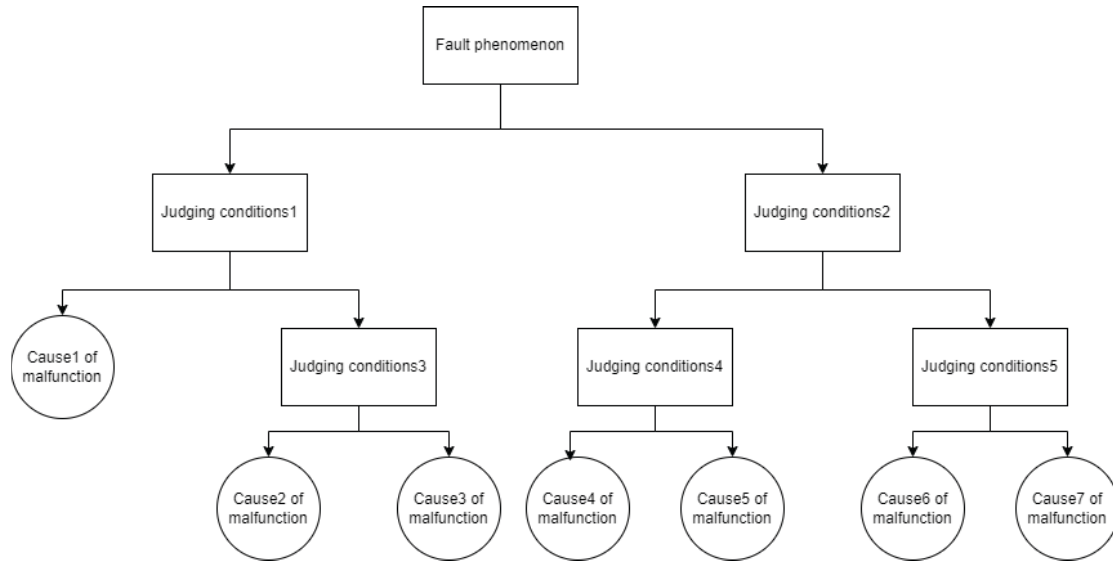 Fault phenomenon
Judging conditions1
Judging conditions2
Cause1 of
malfunction
Judging conditions3
Judging conditions4
Judging conditions5
Cause2 of
malfunction
Cause3 of
malfunction
Cause4 of
malfunction
Cause5 of
malfunction
Cause6 of
malfunction
Cause7 of
malfunction